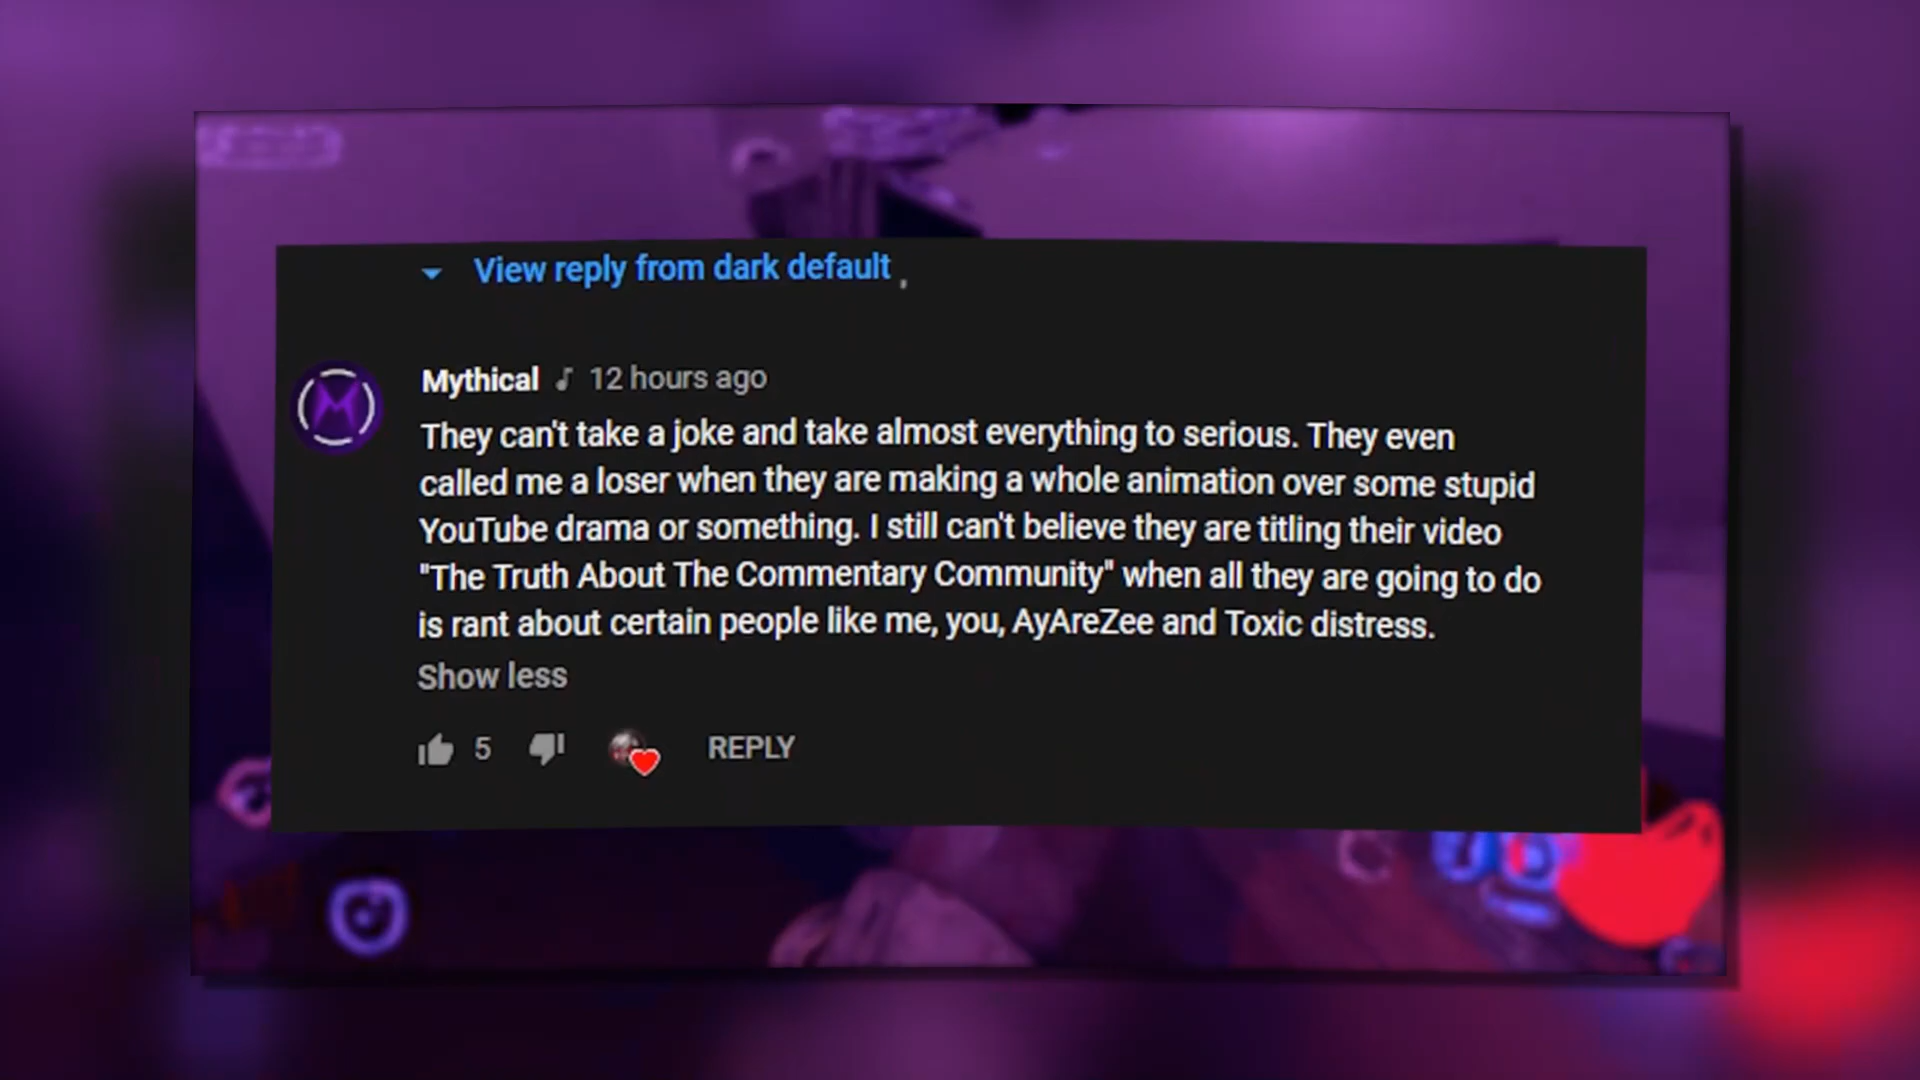 View reply from dark default
Mythical 12 hours ago
They can't take a joke and take almost everything to serious. They even
called me a loser when they are making a whole animation over some stupid
YouTube drama or something. I still can't believe they are titling their video
"The Truth About The Commentary Community" when all they are going to do
is rant about certain people like me, you, AyAreZee and Toxic distress.
Show less
5 REPLY